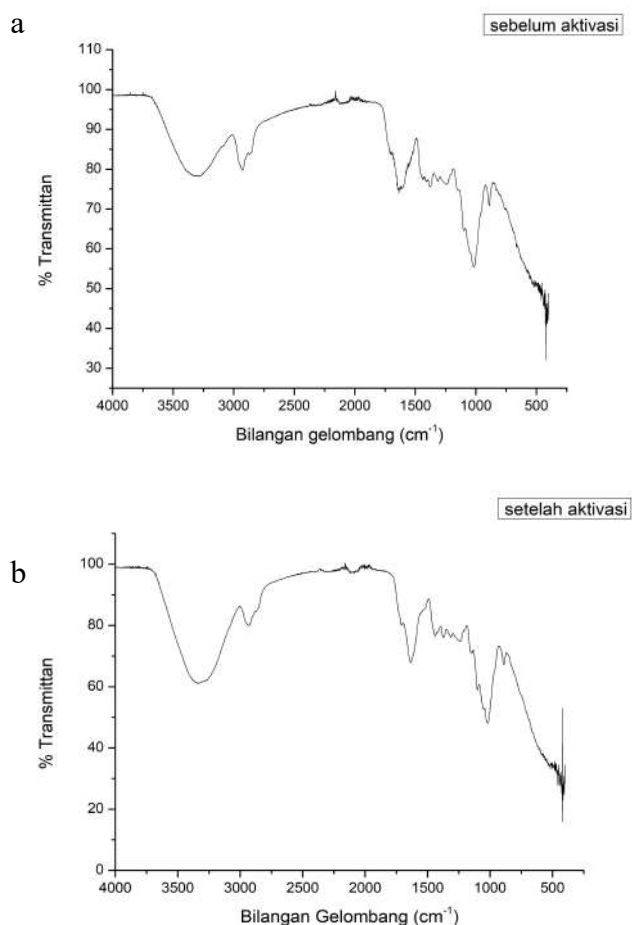 a
sebelum aktivasi
110
100
90
80
70
60
50
40
30
% Transmittan
4000 3500 3000 2500 2000 1500 1000 500
Bilangan gelombang (cm⁻¹)
b
setelah aktivasi
100
80
60
40
20
0
% Transmittan
4000 3500 3000 2500 2000 1500 1000 500
Bilangan Gelombang (cm⁻¹)